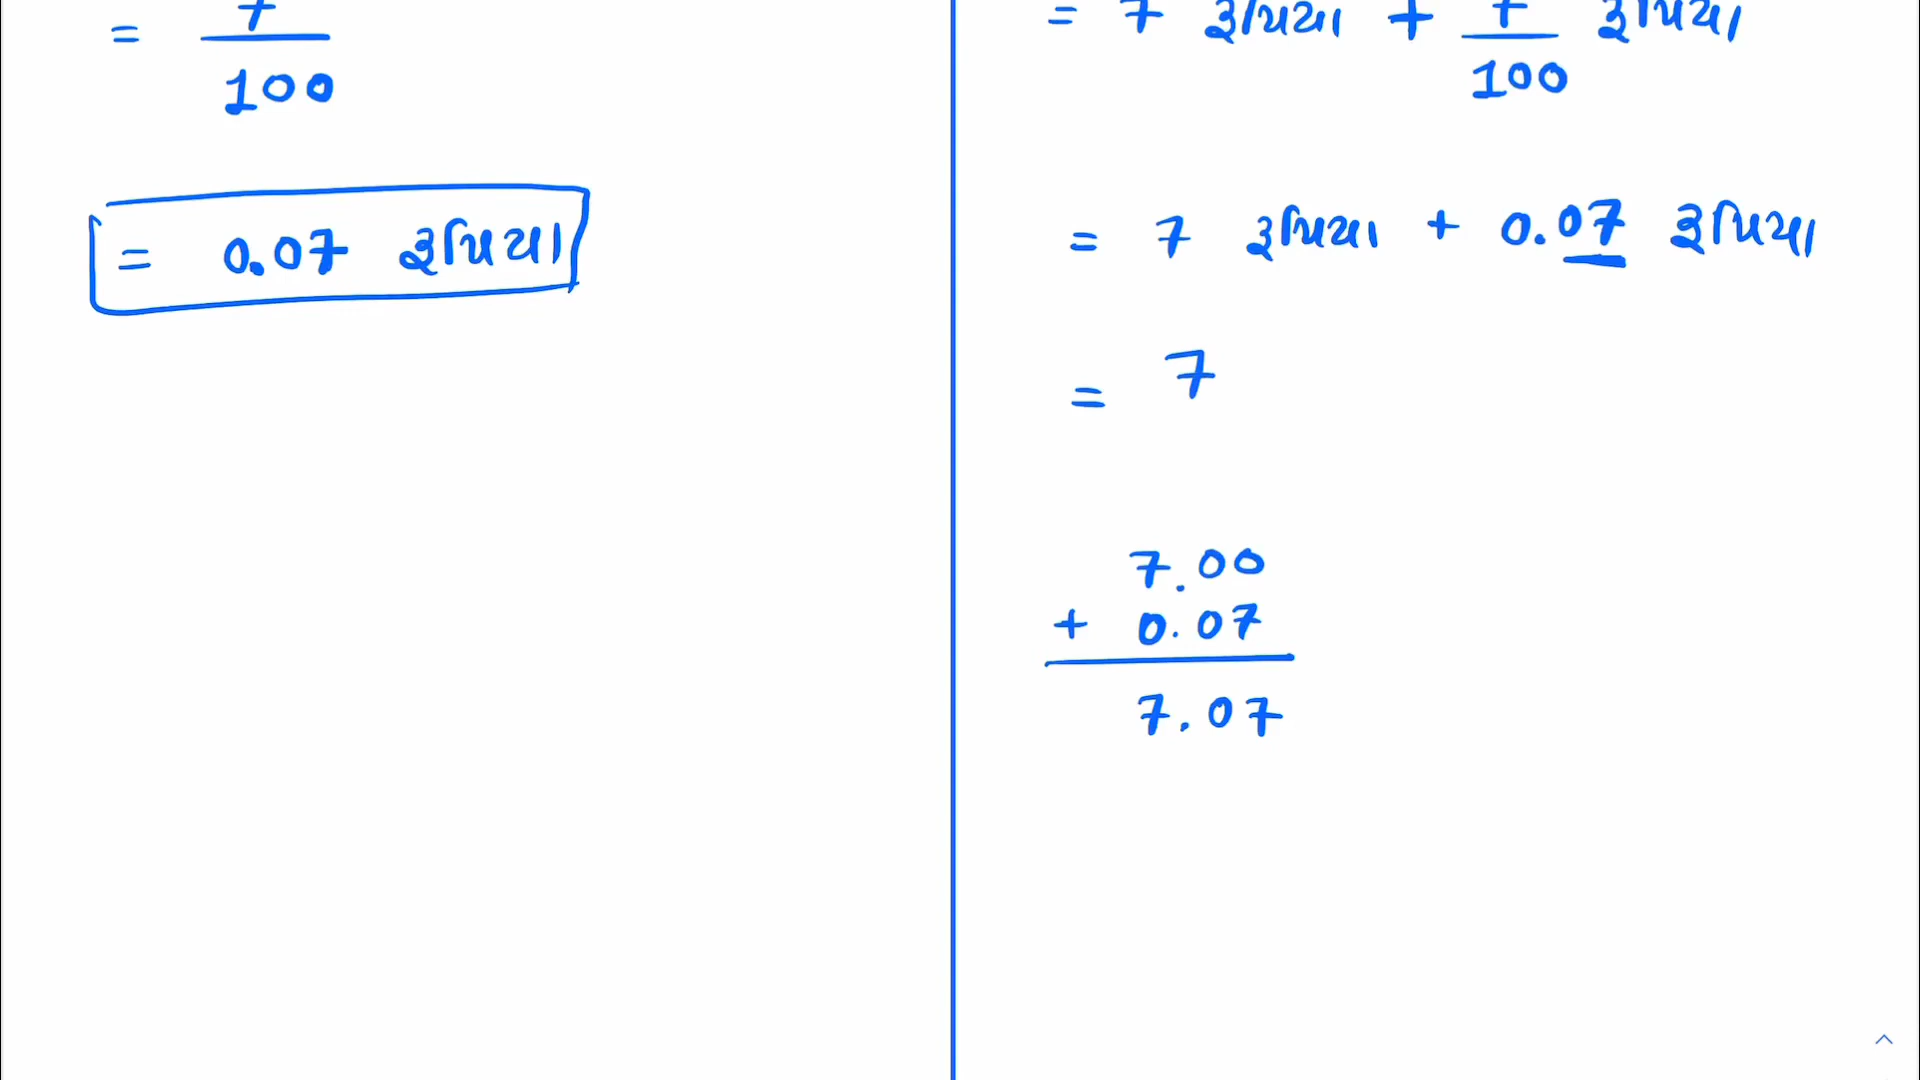 = 7
100
= 0.07 રૂપિયા
= 7 રૂપિયા + 7 રૂપિયા
100
= 7 રૂપિયા + 0.07 રૂપિયા
= 7
7.00
+ 0.07
7.07